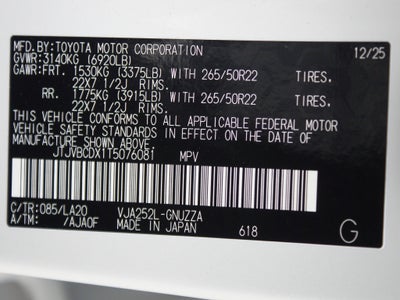 MFD.BY:TOYOTA MOTOR CORPORATION 12/25
GVWR:3140KG (6920LB)
GAWR:FRT. 1530KG (3375LB) WITH 265/50R22 TIRES.
22X7 1/2J RIMS
RR. 1775KG (3915LB) WITH 265/50R22 TIRES.
22X7 1/2J RIMS
THIS VEHICLE CONFORMS TO ALL APPLICABLE FEDERAL MOTOR
VEHICLE SAFETY STANDARDS IN EFFECT ON THE DATE OF
MANUFACTURE SHOWN ABOVE.
JTJVBCDX1T5076081 MPV
C/TR:085/LA20 VJA252L-GNUZZA
A/TM: /AJA0F MADE IN JAPAN 618 G